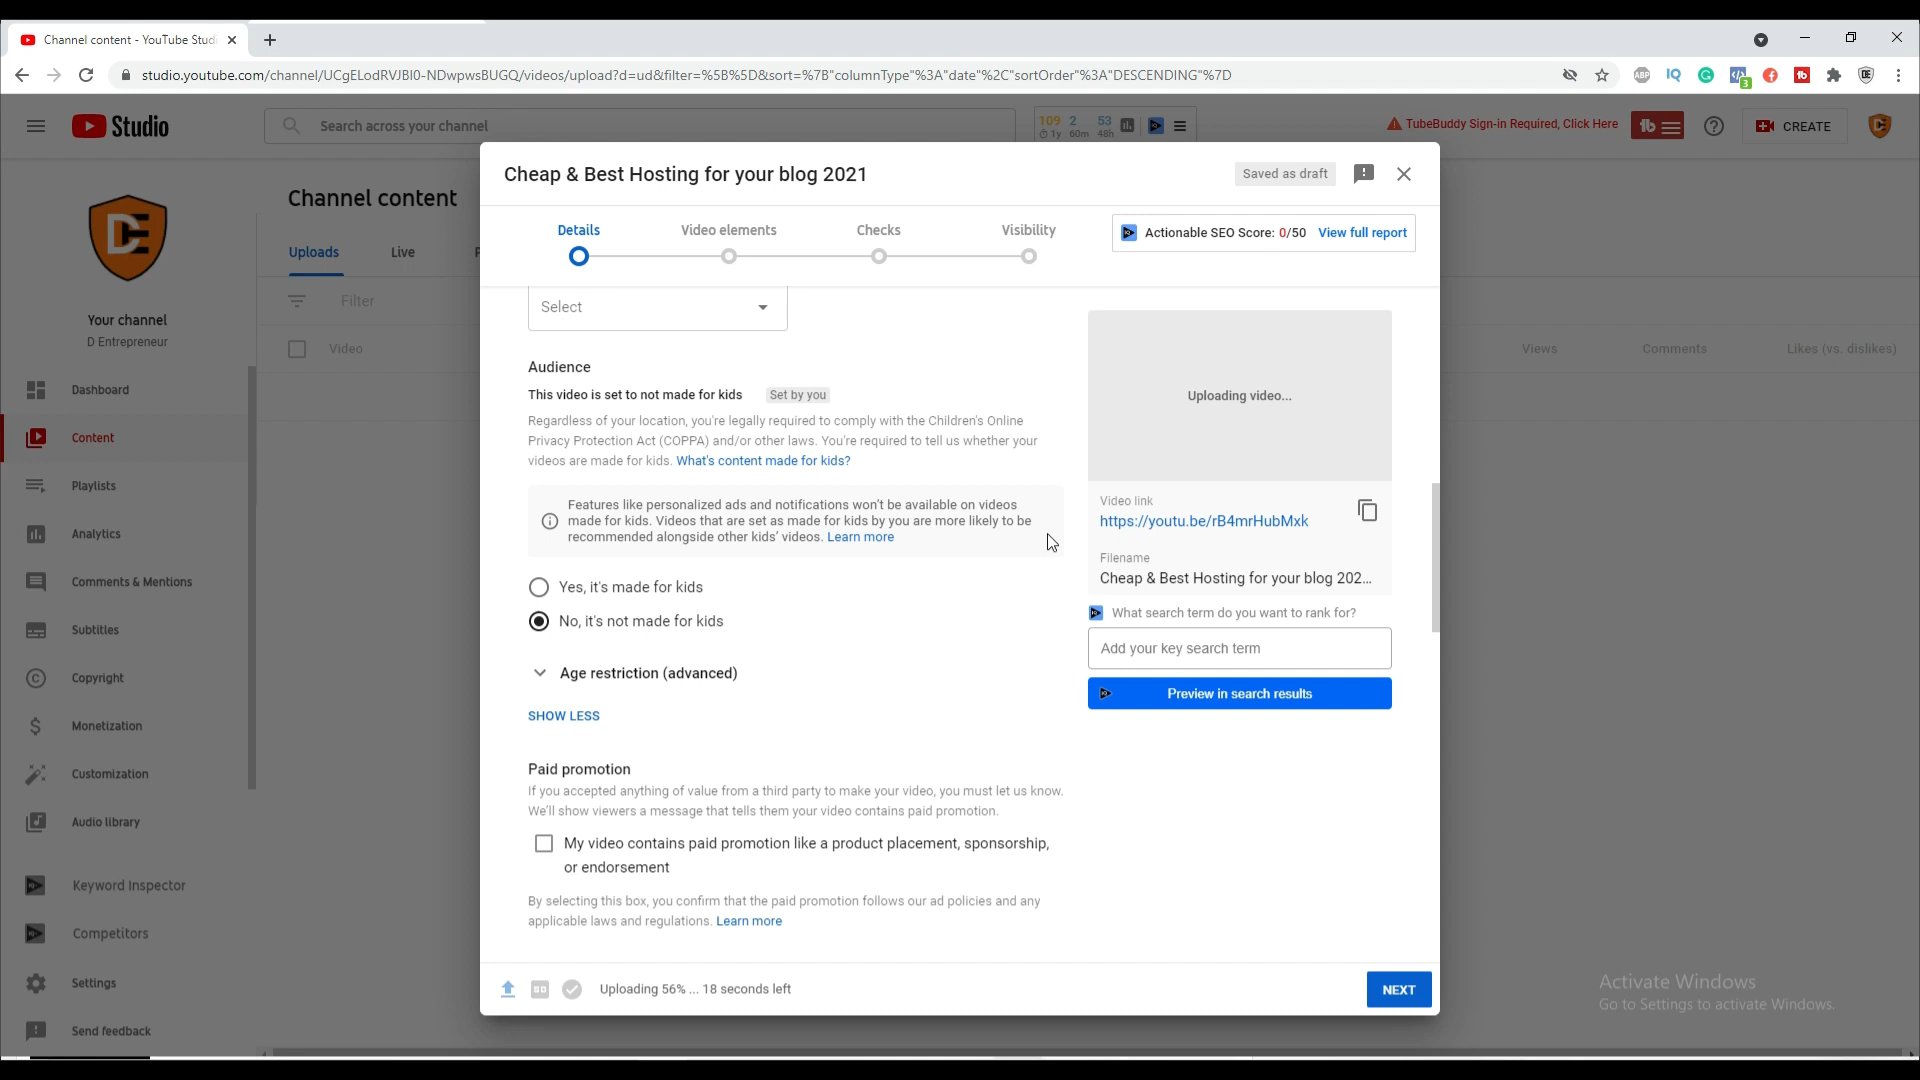 Channel content - YouTube Studi
studio.youtube.com/channel/UCgELodRVJBI0-NDwpwsBUGQ/videos/upload?d=ud&filter=%5B%5D&sort=%7B"columnType"%3A"date"%2C"sortOrder"%3A"DESCENDING"%7D
ABP
IQ
3
Studio
Search across your channel
109 2 53
1y 60m 48h
TubeBuddy Sign-in Required, Click Here
CREATE
Cheap & Best Hosting for your blog 2021
Saved as draft
Details
Video elements
Checks
Visibility
Actionable SEO Score: 0/50 View full report
Channel content
Uploads
Live
Filter
Video
Views
Comments
Likes (vs. dislikes)
Your channel
D Entrepreneur
Dashboard
Content
Playlists
Analytics
Comments & Mentions
Subtitles
Copyright
Monetization
Customization
Audio library
Keyword Inspector
Competitors
Settings
Send feedback
Select
Audience
This video is set to not made for kids Set by you
Regardless of your location, you're legally required to comply with the Children's Online
Privacy Protection Act (COPPA) and/or other laws. You're required to tell us whether your
videos are made for kids. What's content made for kids?
Features like personalized ads and notifications won't be available on videos
made for kids. Videos that are set as made for kids by you are more likely to be
recommended alongside other kids' videos. Learn more
Yes, it's made for kids
No, it's not made for kids
Age restriction (advanced)
SHOW LESS
Paid promotion
If you accepted anything of value from a third party to make your video, you must let us know.
We'll show viewers a message that tells them your video contains paid promotion.
My video contains paid promotion like a product placement, sponsorship,
or endorsement
By selecting this box, you confirm that the paid promotion follows our ad policies and any
applicable laws and regulations. Learn more
Uploading video...
Video link
https://youtu.be/rB4mrHubMxk
Filename
Cheap & Best Hosting for your blog 202...
What search term do you want to rank for?
Add your key search term
Preview in search results
SD
Uploading 56% ... 18 seconds left
NEXT
Activate Windows
Go to Settings to activate Windows.